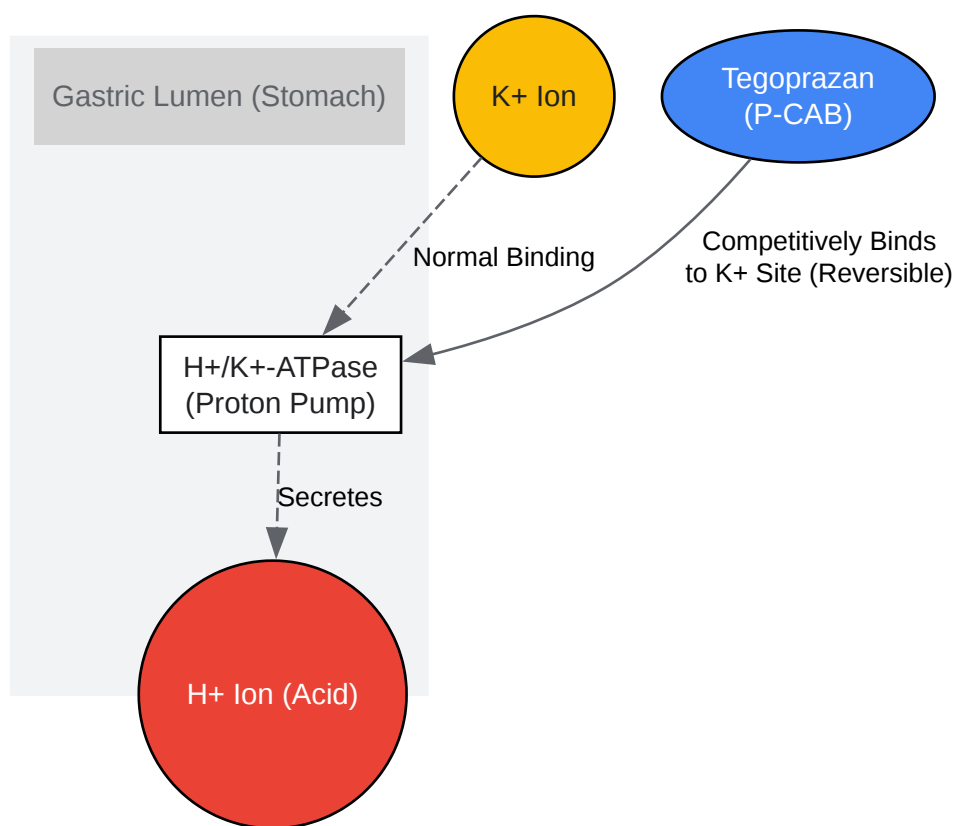 Gastric Lumen (Stomach)
K+ Ion
Tegoprazan
(P-CAB)
Normal Binding
Competitively Binds
to K+ Site (Reversible)
H+/K+-ATPase
(Proton Pump)
Secretes
H+ Ion (Acid)